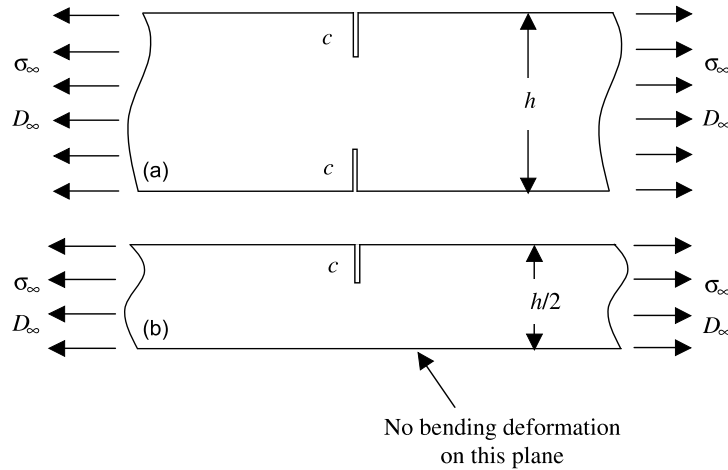 c
σ∞
σ∞
h
D∞
D∞
(a)
c
c
σ∞
σ∞
h/2
D∞
D∞
(b)
No bending deformation
on this plane